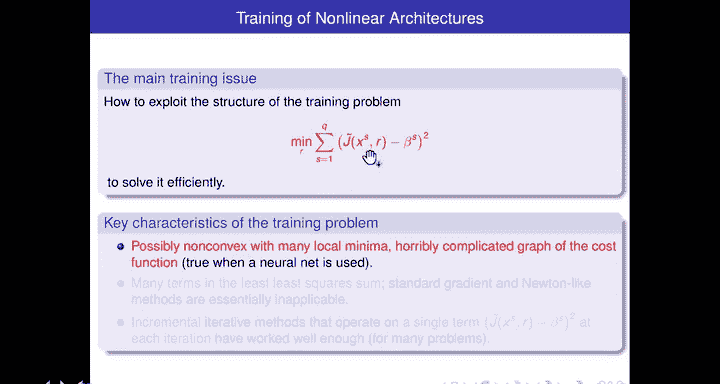 Training of Nonlinear Architectures
The main training issue
How to exploit the structure of the training problem
min_r ∑_{s=1}^{q} (J̃(x^s, r) − β^s)^2
to solve it efficiently.
Key characteristics of the training problem
Possibly nonconvex with many local minima, horribly complicated graph of the cost
function (true when a neural net is used).
Many terms in the least least squares sum; standard gradient and Newton-like
methods are essentially inapplicable.
Incremental iterative methods that operate on a single term (J̃(x^s, r) − β^s)^2 at
each iteration have worked well enough (for many problems).